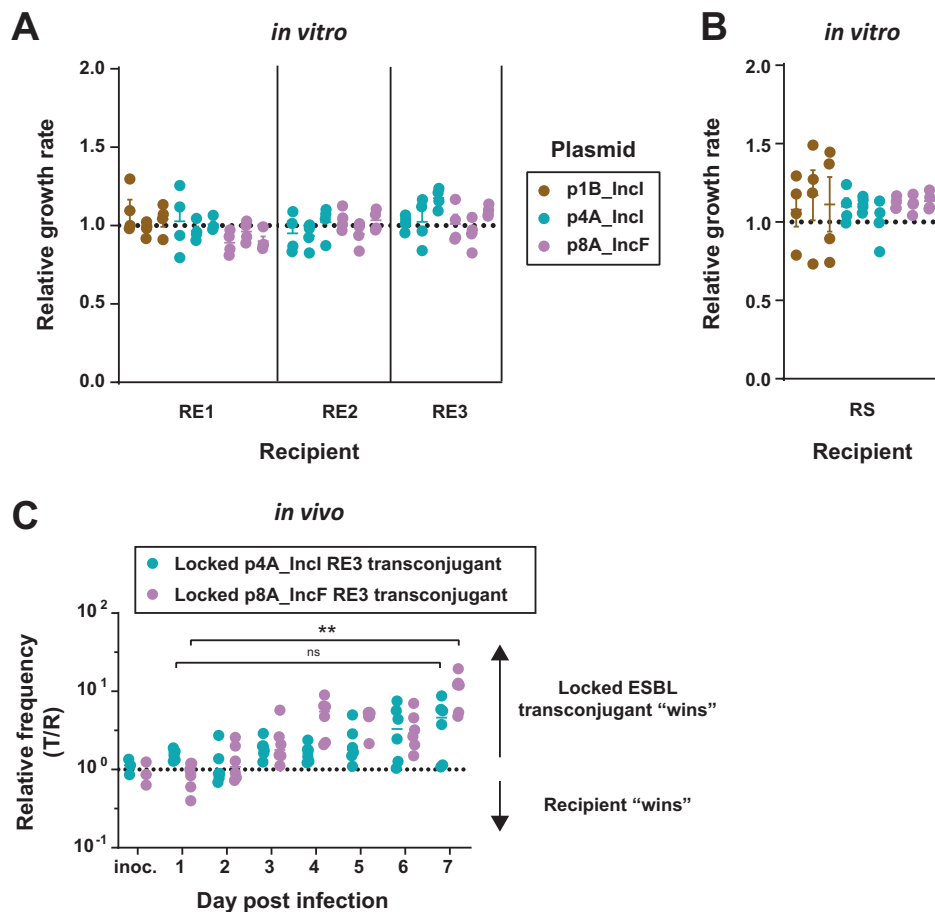 A
in vitro
Relative growth rate
2.0
1.5
1.0
0.5
0.0
RE1
RE2
RE3
Recipient
Plasmid
p1B_IncI
p4A_IncI
p8A_IncF
B
in vitro
Relative growth rate
2.0
1.5
1.0
0.5
0.0
RS
Recipient
C
in vivo
Locked p4A_IncI RE3 transconjugant
Locked p8A_IncF RE3 transconjugant
Relative frequency
(T/R)
10^2
10^1
10^0
10^-1
**
ns
inoc. 1 2 3 4 5 6 7
Day post infection
Locked ESBL
transconjugant “wins”
Recipient “wins”